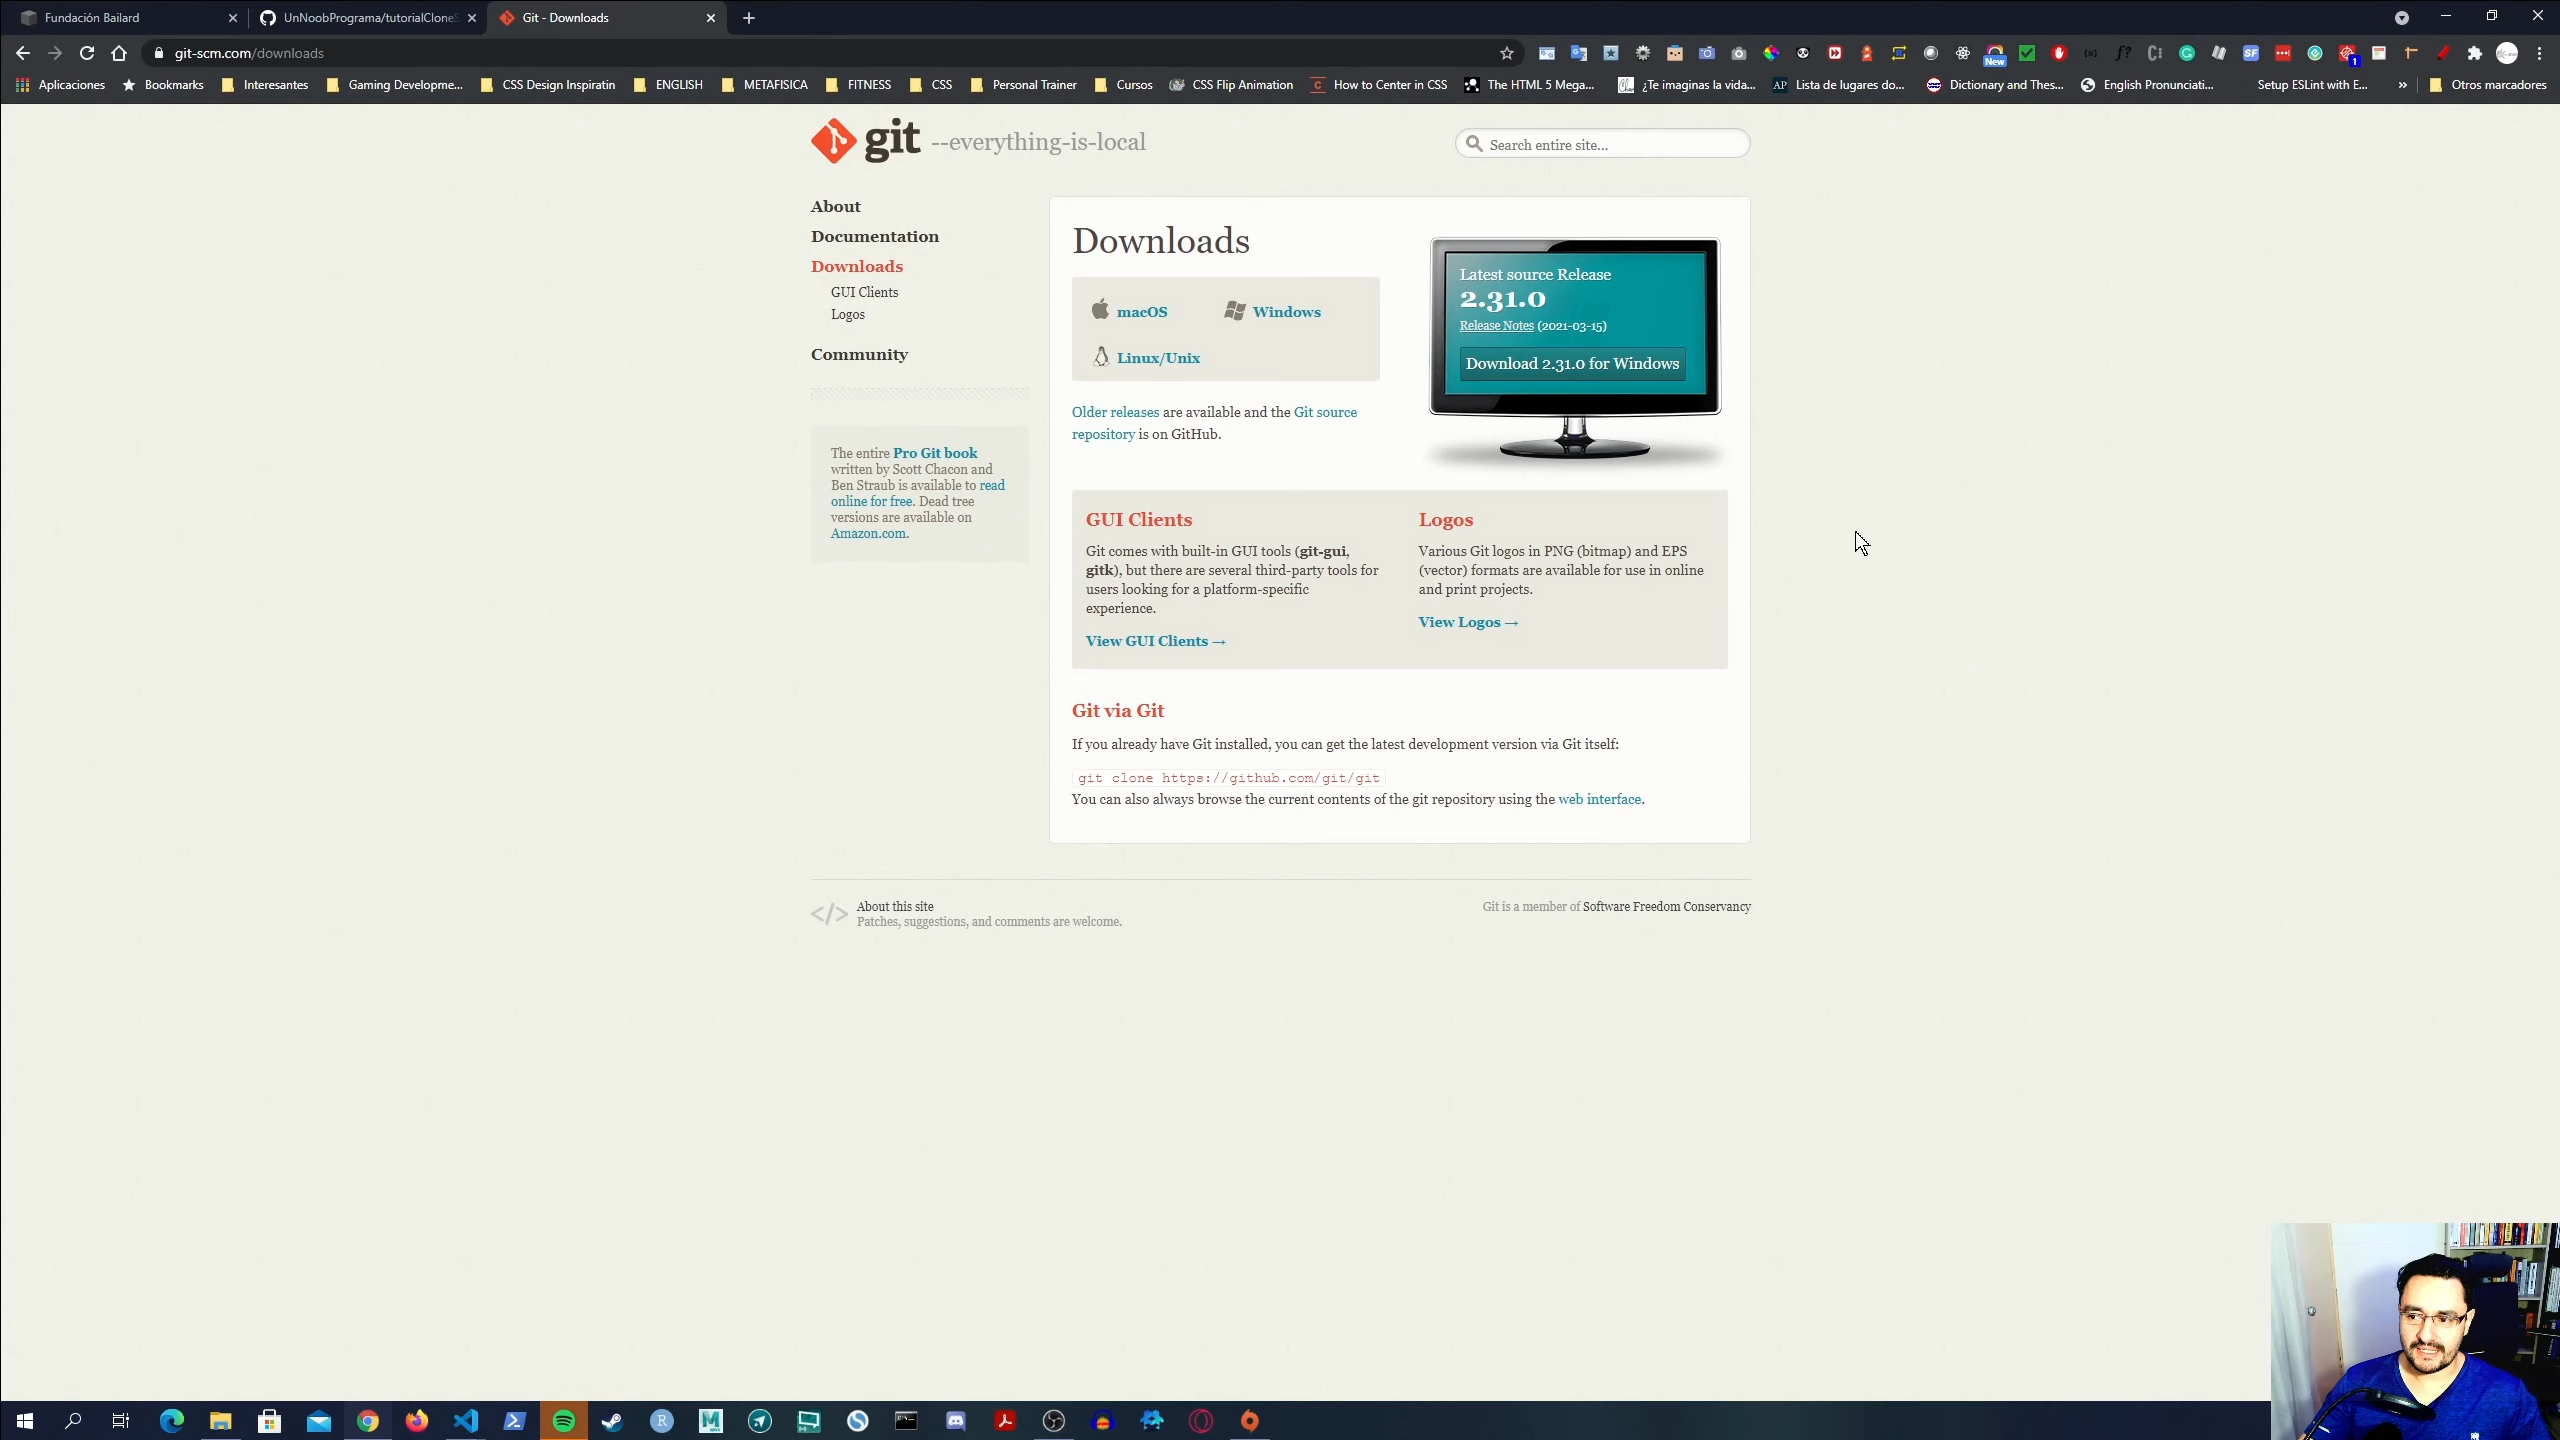 Fundación Bailard
UnNoobPrograma/tutorialClone
Git - Downloads
git-scm.com/downloads
New
SF
1
Aplicaciones
Bookmarks
Interesantes
Gaming Developme...
CSS Design Inspiratin
ENGLISH
METAFISICA
FITNESS
CSS
Personal Trainer
Cursos
CSS Flip Animation
How to Center in CSS
The HTML 5 Mega...
¿Te imaginas la vida...
AP
Lista de lugares do...
Dictionary and Thes...
English Pronunciati...
Setup ESLint with E...
»
Otros marcadores
git --everything-is-local
Search entire site...
About
Documentation
Downloads
GUI Clients
Logos
Community
The entire Pro Git book
written by Scott Chacon and
Ben Straub is available to read
online for free. Dead tree
versions are available on
Amazon.com.
Downloads
macOS
Windows
Linux/Unix
Older releases are available and the Git source
repository is on GitHub.
Latest source Release
2.31.0
Release Notes (2021-03-15)
Download 2.31.0 for Windows
GUI Clients
Git comes with built-in GUI tools (git-gui,
gitk), but there are several third-party tools for
users looking for a platform-specific
experience.
View GUI Clients →
Logos
Various Git logos in PNG (bitmap) and EPS
(vector) formats are available for use in online
and print projects.
View Logos →
Git via Git
If you already have Git installed, you can get the latest development version via Git itself:
git clone https://github.com/git/git
You can also always browse the current contents of the git repository using the web interface.
</> About this site
Patches, suggestions, and comments are welcome.
Git is a member of Software Freedom Conservancy